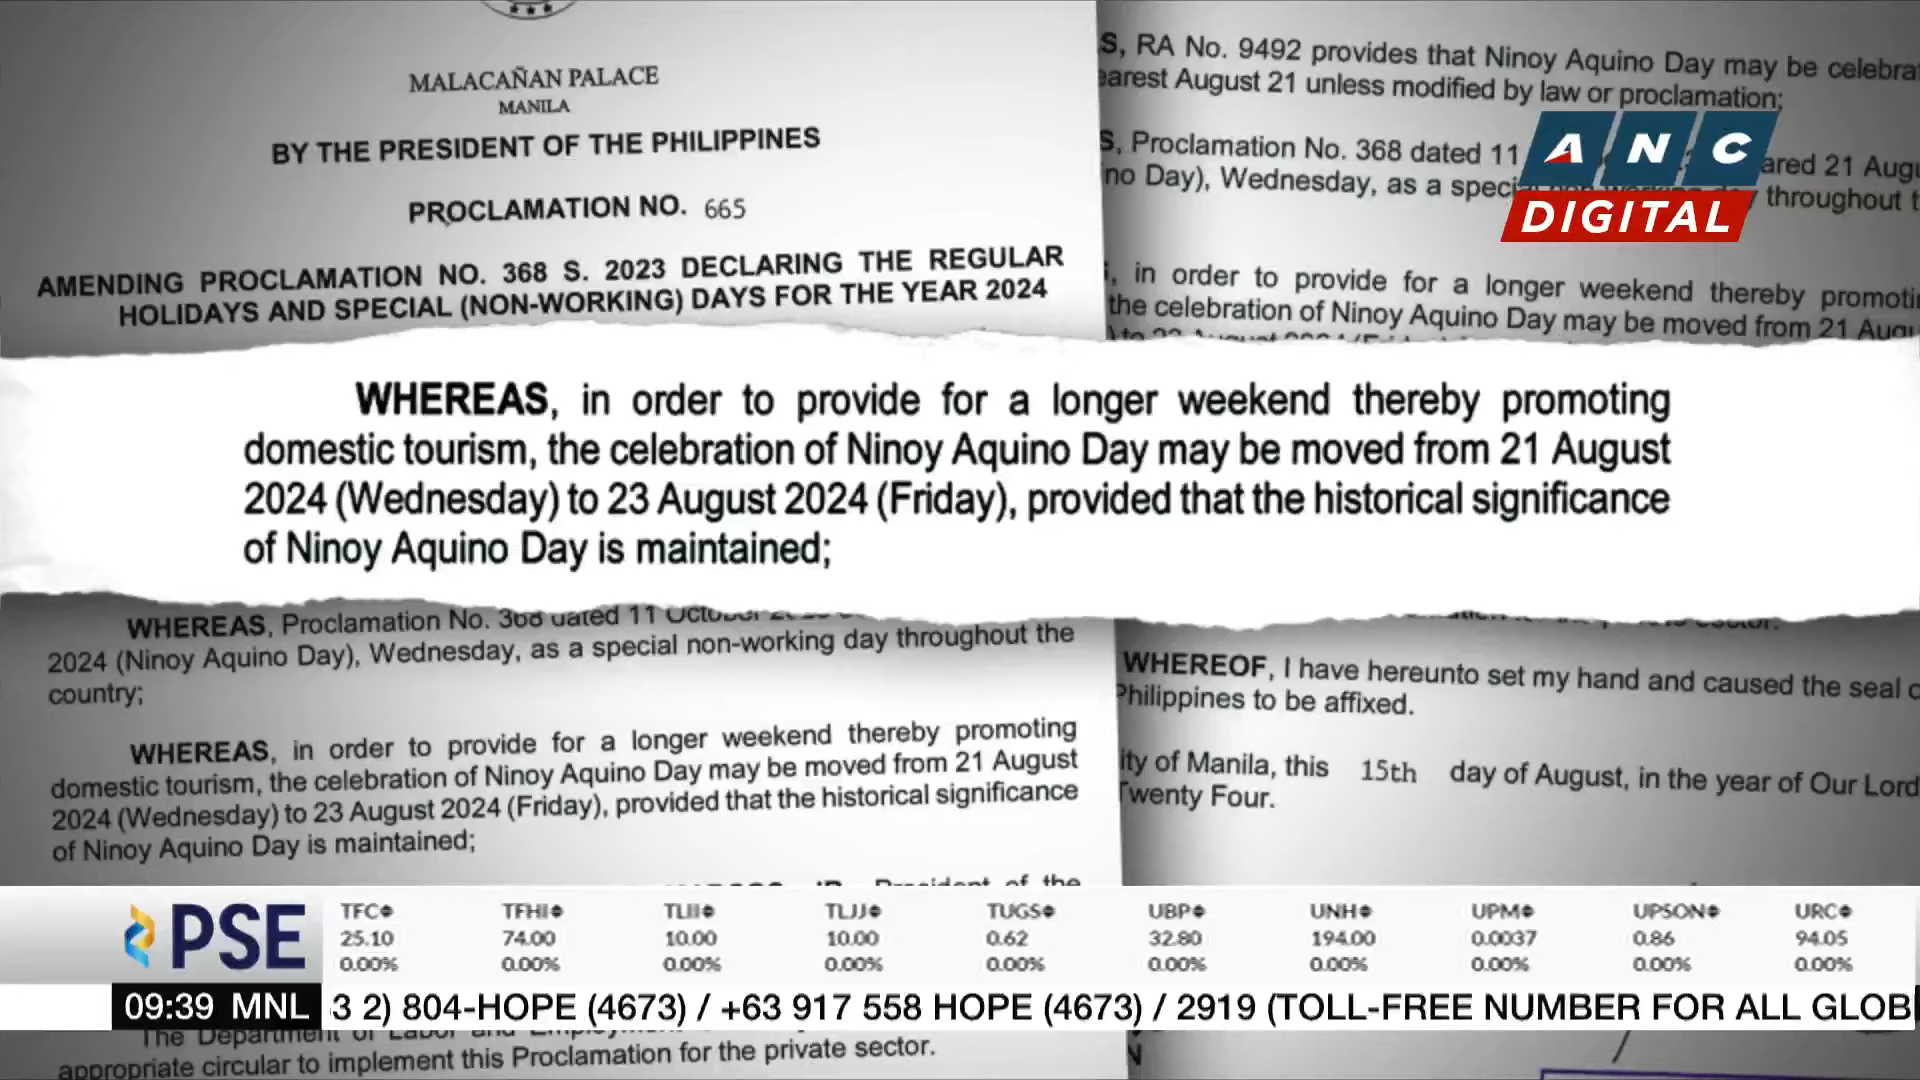 MALACAÑAN PALACE
MANILA
BY THE PRESIDENT OF THE PHILIPPINES
PROCLAMATION NO. 665
AMENDING PROCLAMATION NO. 368 S. 2023 DECLARING THE REGULAR
HOLIDAYS AND SPECIAL (NON-WORKING) DAYS FOR THE YEAR 2024
S, RA No. 9492 provides that Ninoy Aquino Day may be celebra
earest August 21 unless modified by law or proclamation;
S, Proclamation No. 368 dated 11 ared 21 Augu
no Day), Wednesday, as a speci throughout t
ANC
DIGITAL
, in order to provide for a longer weekend thereby promoti
the celebration of Ninoy Aquino Day may be moved from 21 Augu
WHEREAS, in order to provide for a longer weekend thereby promoting
domestic tourism, the celebration of Ninoy Aquino Day may be moved from 21 August
2024 (Wednesday) to 23 August 2024 (Friday), provided that the historical significance
of Ninoy Aquino Day is maintained;
WHEREAS, Proclamation No. 368 dated 11 October
2024 (Ninoy Aquino Day), Wednesday, as a special non-working day throughout the
country;
WHEREAS, in order to provide for a longer weekend thereby promoting
domestic tourism, the celebration of Ninoy Aquino Day may be moved from 21 August
2024 (Wednesday) to 23 August 2024 (Friday), provided that the historical significance
of Ninoy Aquino Day is maintained;
President of the
WHEREOF, I have hereunto set my hand and caused the seal o
Philippines to be affixed.
ity of Manila, this 15th day of August, in the year of Our Lord
Twenty Four.
PSE
TFC TFHI TLII TLJJ TUGS UBP UNH UPM UPSON URC
25.10 74.00 10.00 10.00 0.62 32.80 194.00 0.0037 0.86 94.05
0.00% 0.00% 0.00% 0.00% 0.00% 0.00% 0.00% 0.00% 0.00% 0.00%
09:39 MNL 3 2) 804-HOPE (4673) / +63 917 558 HOPE (4673) / 2919 (TOLL-FREE NUMBER FOR ALL GLOB
The Department of Labor and
appropriate circular to implement this Proclamation for the private sector.